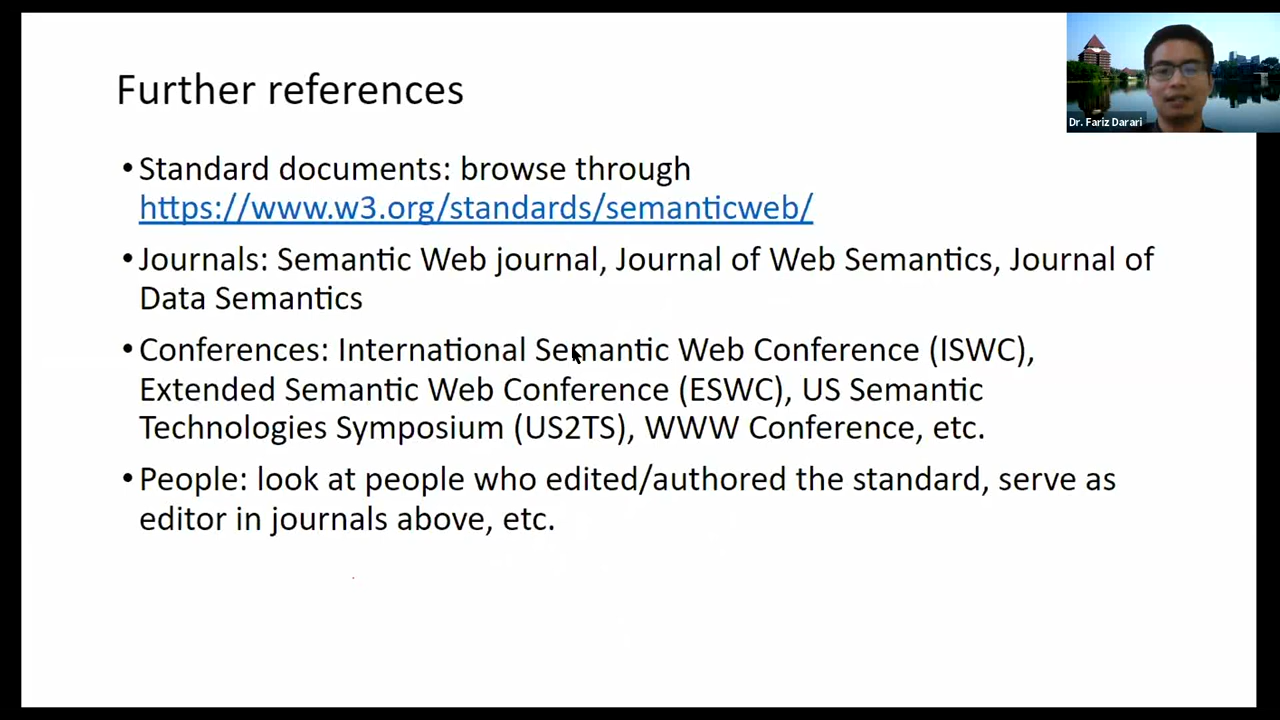 Further references
Dr. Fariz Darari
•Standard documents: browse through
https://www.w3.org/standards/semanticweb/
•Journals: Semantic Web journal, Journal of Web Semantics, Journal of
Data Semantics
•Conferences: International Semantic Web Conference (ISWC),
Extended Semantic Web Conference (ESWC), US Semantic
Technologies Symposium (US2TS), WWW Conference, etc.
•People: look at people who edited/authored the standard, serve as
editor in journals above, etc.